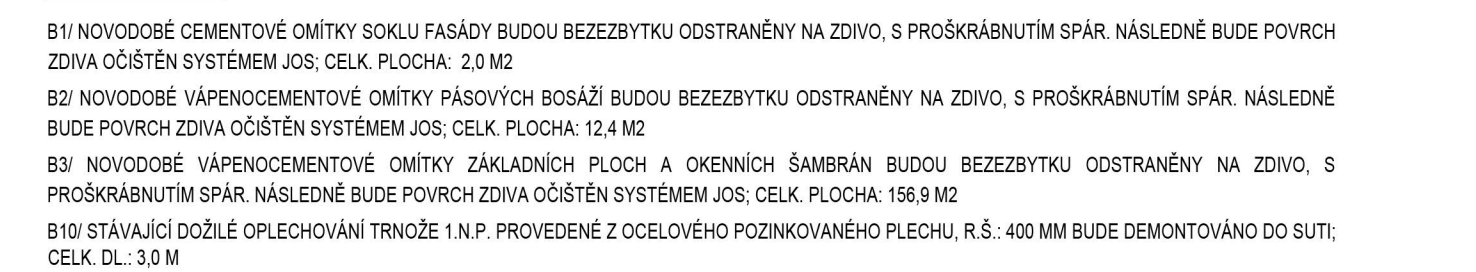 B1/ NOVODOBÉ CEMENTOVÉ OMÍTKY SOKLU FASÁDY BUDOU BEZEZBYTKU ODSTRANĚNY NA ZDIVO, S PROŠKRÁBNUTÍM SPÁR. NÁSLEDNĚ BUDE POVRCH
ZDIVA OČIŠTĚN SYSTÉMEM JOS; CELK. PLOCHA:  2,0 M2
B2/ NOVODOBÉ VÁPENOCEMENTOVÉ OMÍTKY PÁSOVÝCH BOSÁŽÍ BUDOU BEZEZBYTKU ODSTRANĚNY NA ZDIVO, S PROŠKRÁBNUTÍM SPÁR. NÁSLEDNĚ
BUDE POVRCH ZDIVA OČIŠTĚN SYSTÉMEM JOS; CELK. PLOCHA: 12,4 M2
B3/ NOVODOBÉ VÁPENOCEMENTOVÉ OMÍTKY ZÁKLADNÍCH PLOCH A OKENNÍCH ŠAMBRÁN BUDOU BEZEZBYTKU ODSTRANĚNY NA ZDIVO, S
PROŠKRÁBNUTÍM SPÁR. NÁSLEDNĚ BUDE POVRCH ZDIVA OČIŠTĚN SYSTÉMEM JOS; CELK. PLOCHA: 156,9 M2
B10/ STÁVAJÍCÍ DOŽILÉ OPLECHOVÁNÍ TRNOŽE 1.N.P. PROVEDENÉ Z OCELOVÉHO POZINKOVANÉHO PLECHU, R.Š.: 400 MM BUDE DEMONTOVÁNO DO SUTI;
CELK. DL.: 3,0 M